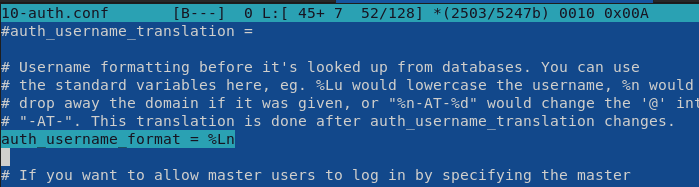 10-auth.conf [B---] 0 L:[ 45+ 7 52/128] *(2503/5247b) 0010 0x00A
#auth_username_translation =
# Username formatting before it's looked up from databases. You can use
# the standard variables here, eg. %Lu would lowercase the username, %n would
# drop away the domain if it was given, or "%n-AT-%d" would change the '@' int
# "-AT-". This translation is done after auth_username_translation changes.
auth_username_format = %Ln
# If you want to allow master users to log in by specifying the master